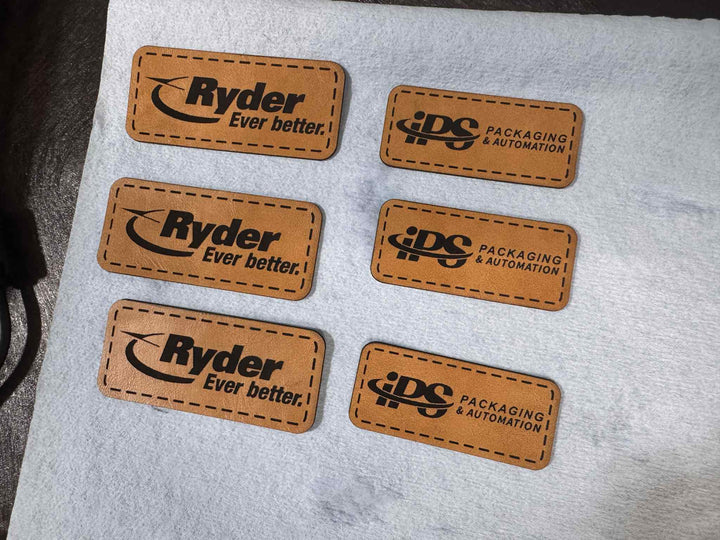 Ryder
Ever better.
iPS PACKAGING
& AUTOMATION
Ryder
Ever better.
iPS PACKAGING
& AUTOMATION
Ryder
Ever better.
iPS PACKAGING
& AUTOMATION